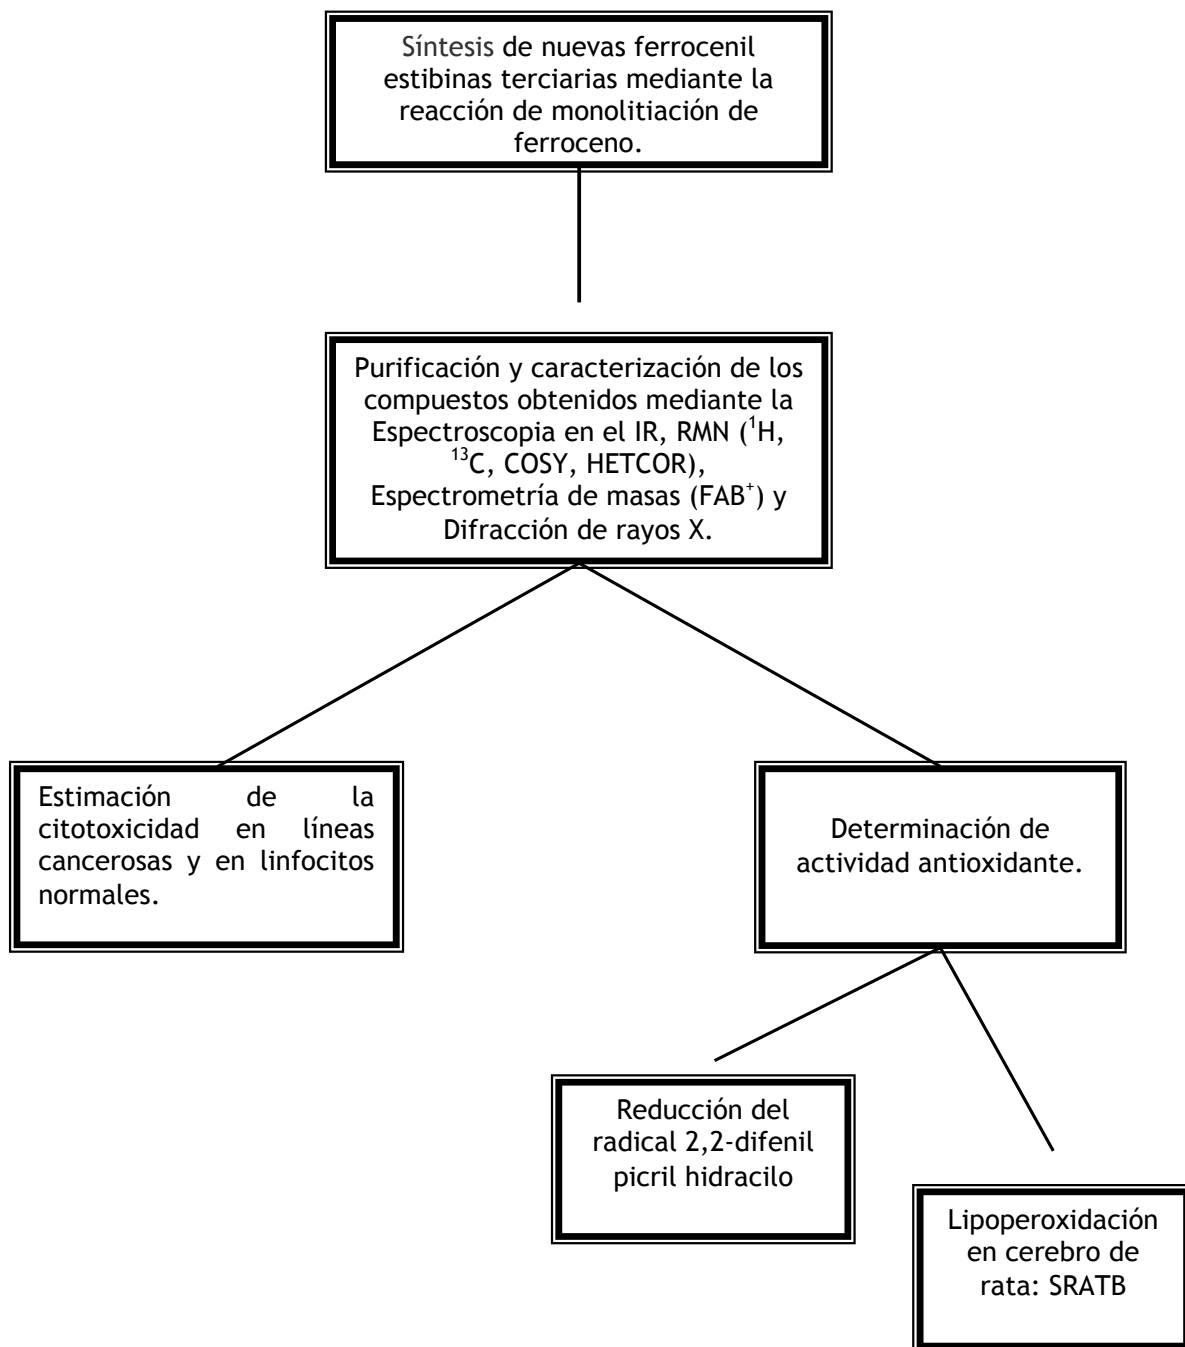 Síntesis de nuevas ferrocenil
estibinas terciarias mediante la
reacción de monolitiación de
ferroceno.
Purificación y caracterización de los
compuestos obtenidos mediante la
Espectroscopia en el IR, RMN (¹H,
¹³C, COSY, HETCOR),
Espectrometría de masas (FAB⁺) y
Difracción de rayos X.
Estimación de la
citotoxicidad en líneas
cancerosas y en linfocitos
normales.
Determinación de
actividad antioxidante.
Reducción del
radical 2,2-difenil
picril hidracilo
Lipoperoxidación
en cerebro de
rata: SRATB